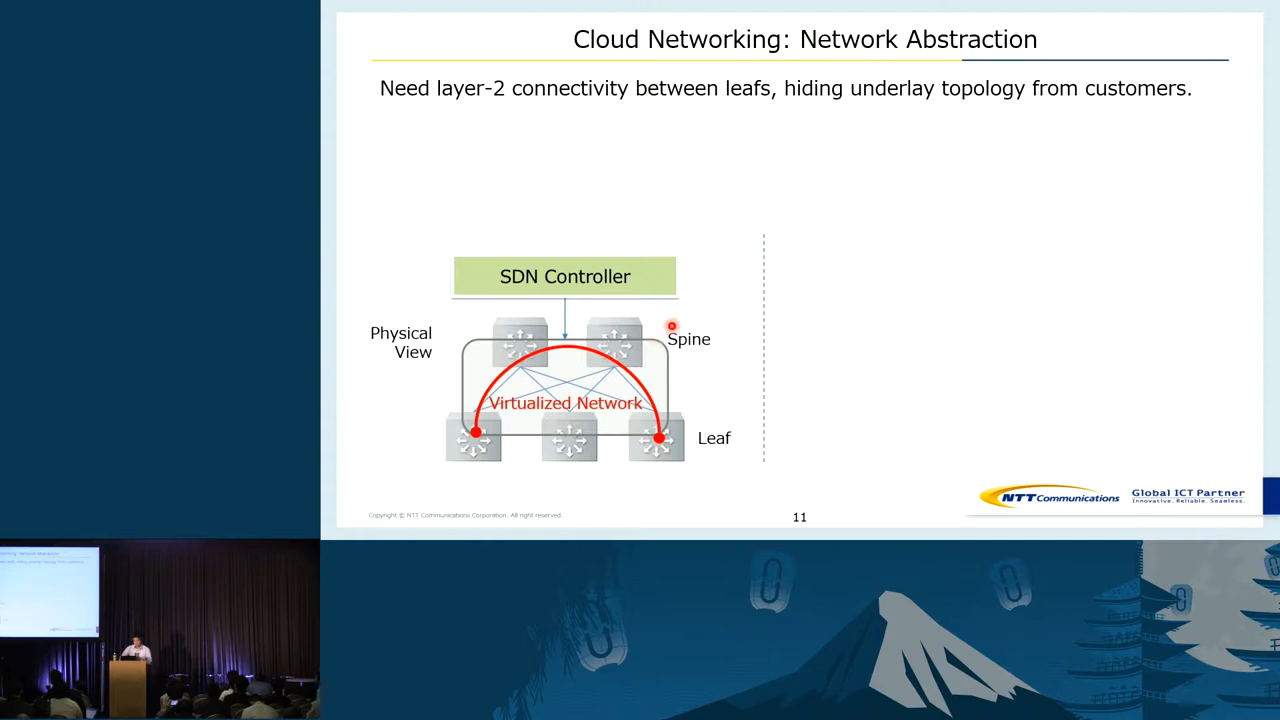 Cloud Networking: Network Abstraction
Need layer-2 connectivity between leafs, hiding underlay topology from customers.
SDN Controller
Physical
View
Spine
Virtualized Network
Leaf
NTT Communications
Global ICT Partner
Innovative. Reliable. Seamless.
Copyright © NTT Communications Corporation. All right reserved.
11